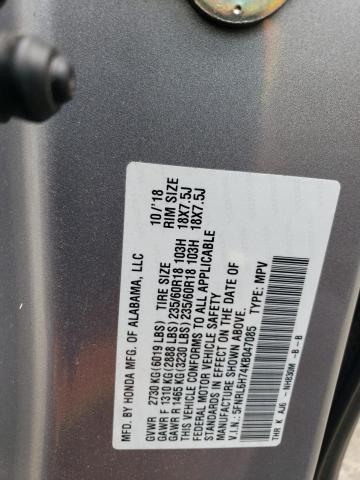 MFD. BY HONDA MFG. OF ALABAMA, LLC 10/'18
TIRE SIZE RIM SIZE
GVWR 2730 KG(6019 LBS)
GAWR F 1310 KG(2888 LBS)235/60R18 103H 18X7.5J
GAWR R 1465 KG(3230 LBS)235/60R18 103H 18X7.5J
THIS VEHICLE CONFORMS TO ALL APPLICABLE
FEDERAL MOTOR VEHICLE SAFETY
STANDARDS IN EFFECT ON THE DATE OF
MANUFACTURE SHOWN ABOVE.
V.I.N.: 5FNRL6H74KB047085 TYPE: MPV
THR K AJ6 - NH830M -B -B